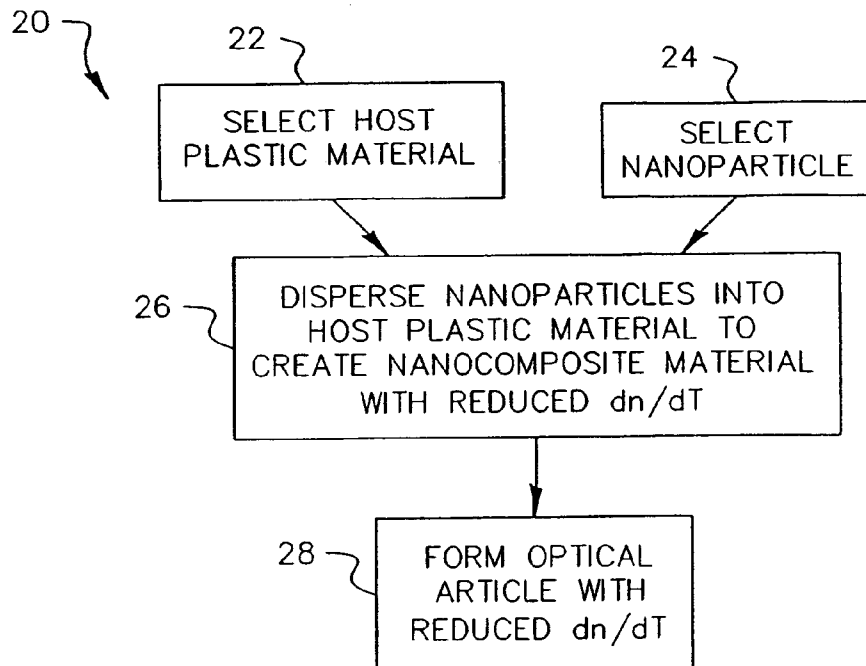 20
22
24
SELECT HOST
PLASTIC MATERIAL
SELECT
NANOPARTICLE
26
DISPERSE NANOPARTICLES INTO
HOST PLASTIC MATERIAL TO
CREATE NANOCOMPOSITE MATERIAL
WITH REDUCED dn/dT
28
FORM OPTICAL
ARTICLE WITH
REDUCED dn/dT